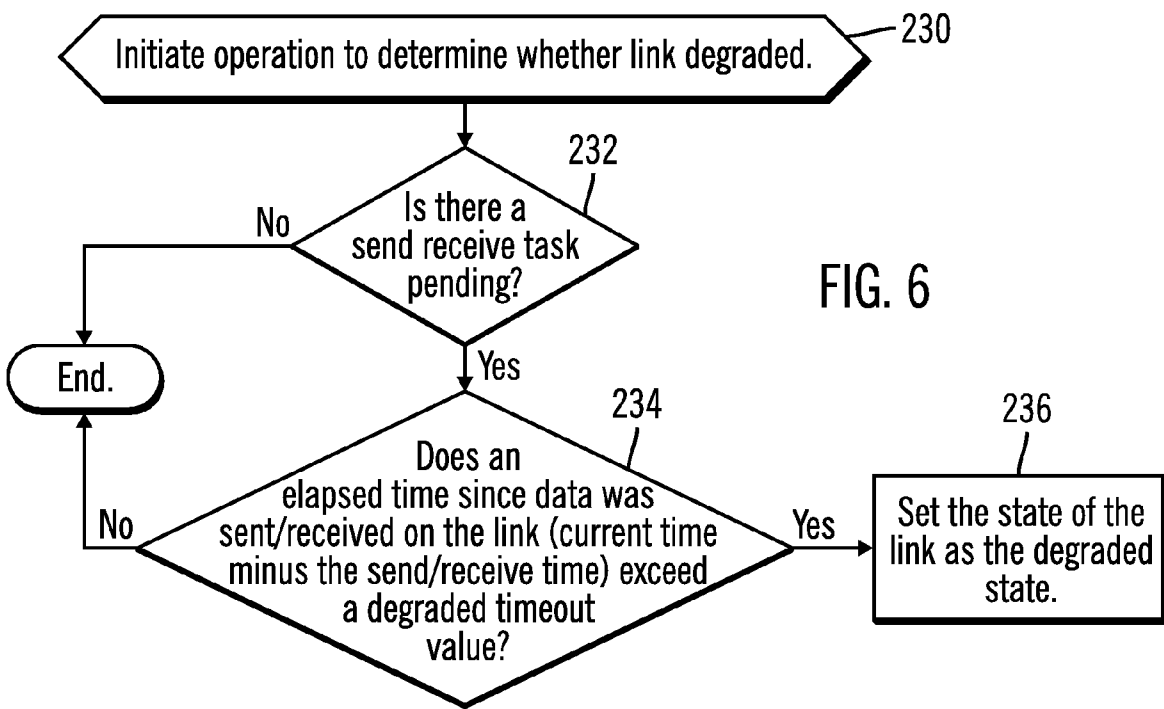 Initiate operation to determine whether link degraded.
230
232
Is there a
send receive task
pending?
No
FIG. 6
End.
Yes
234
236
Does an
elapsed time since data was
sent/received on the link (current time
minus the send/receive time) exceed
a degraded timeout
value?
No
Yes
Set the state of the
link as the degraded
state.